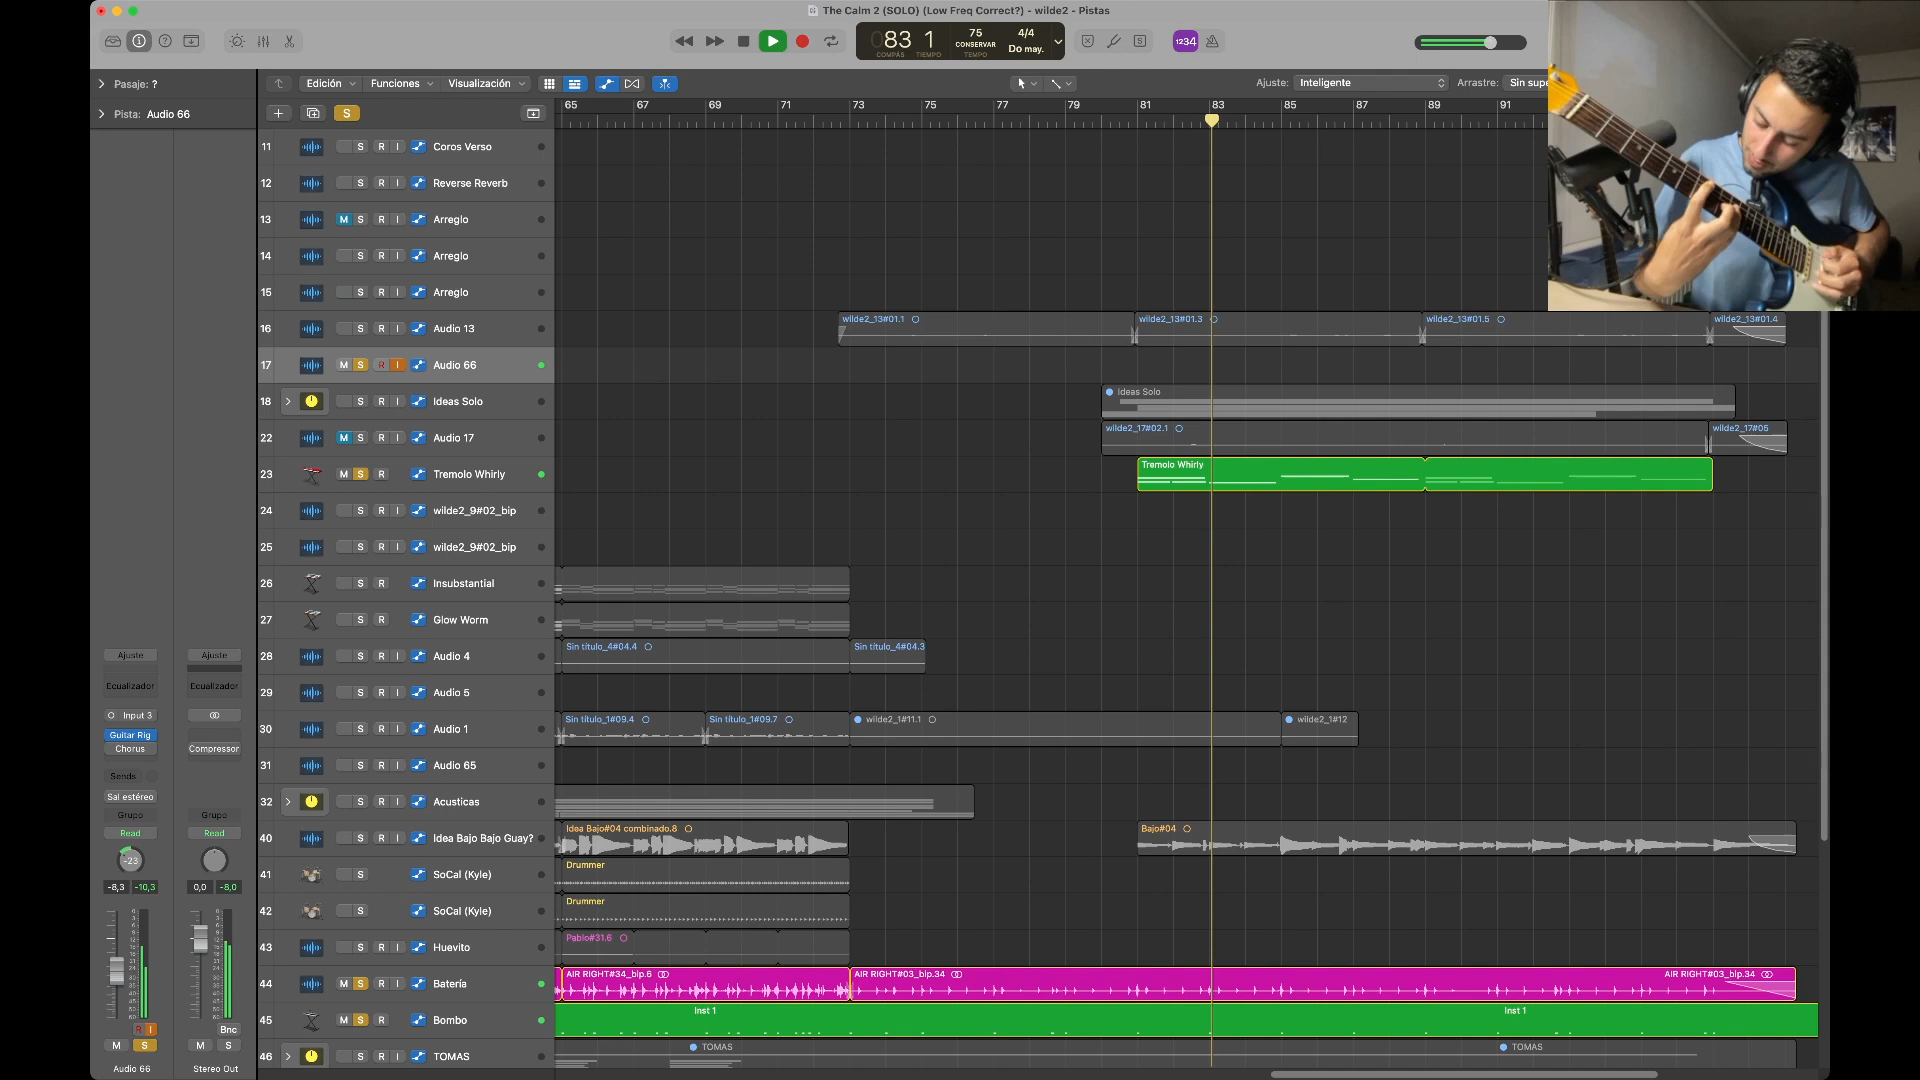 The Calm 2 (SOLO) (Low Freq Correct?) - wilde2 - Pistas
83 1
COMPÁS TIEMPO
75
CONSERVAR
TEMPO
4/4
Do may.
1234
Pasaje: ?
Pista: Audio 66
Edición Funciones Visualización
Ajuste: Inteligente
Arrastre: Sin supe
S
65 67 69 71 73 75 77 79 81 83 85 87 89 91
11 S R I Coros Verso
12 S R I Reverse Reverb
13 M S R I Arreglo
14 S R I Arreglo
15 S R I Arreglo
16 S R I Audio 13
wilde2_13#01.1 wilde2_13#01.3 wilde2_13#01.5 wilde2_13#01.4
17 M S R I Audio 66
18 S R I Ideas Solo
Ideas Solo
22 M S R I Audio 17
wilde2_17#02.1 wilde2_17#05
23 M S R Tremolo Whirly
Tremolo Whirly
24 S R I wilde2_9#02_bip
25 S R I wilde2_9#02_bip
26 S R Insubstantial
27 S R Glow Worm
28 S R I Audio 4
Sin título_4#04.4 Sin título_4#04.3
29 S R I Audio 5
30 S R I Audio 1
Sin título_1#09.4 Sin título_1#09.7 wilde2_1#11.1 wilde2_1#12
31 S R I Audio 65
32 S R I Acusticas
40 S R I Idea Bajo Bajo Guay?
Idea Bajo#04 combinado.8 Bajo#04
41 S SoCal (Kyle)
Drummer
42 S SoCal (Kyle)
Drummer
43 S R I Huevito
Pablo#31.6
44 M S R I Batería
AIR RIGHT#34_bip.6 AIR RIGHT#03_bip.34 AIR RIGHT#03_bip.34
45 M S R Bombo
Inst 1 Inst 1
46 S R I TOMAS
TOMAS TOMAS
Ajuste Ajuste
Ecualizador Ecualizador
Input 3
Guitar Rig
Chorus Compressor
Sends
Sal estéreo
Grupo Grupo
Read Read
-23
-8,3 -10,3 0,0 -8,0
R I Bnc
M S M S
Audio 66 Stereo Out